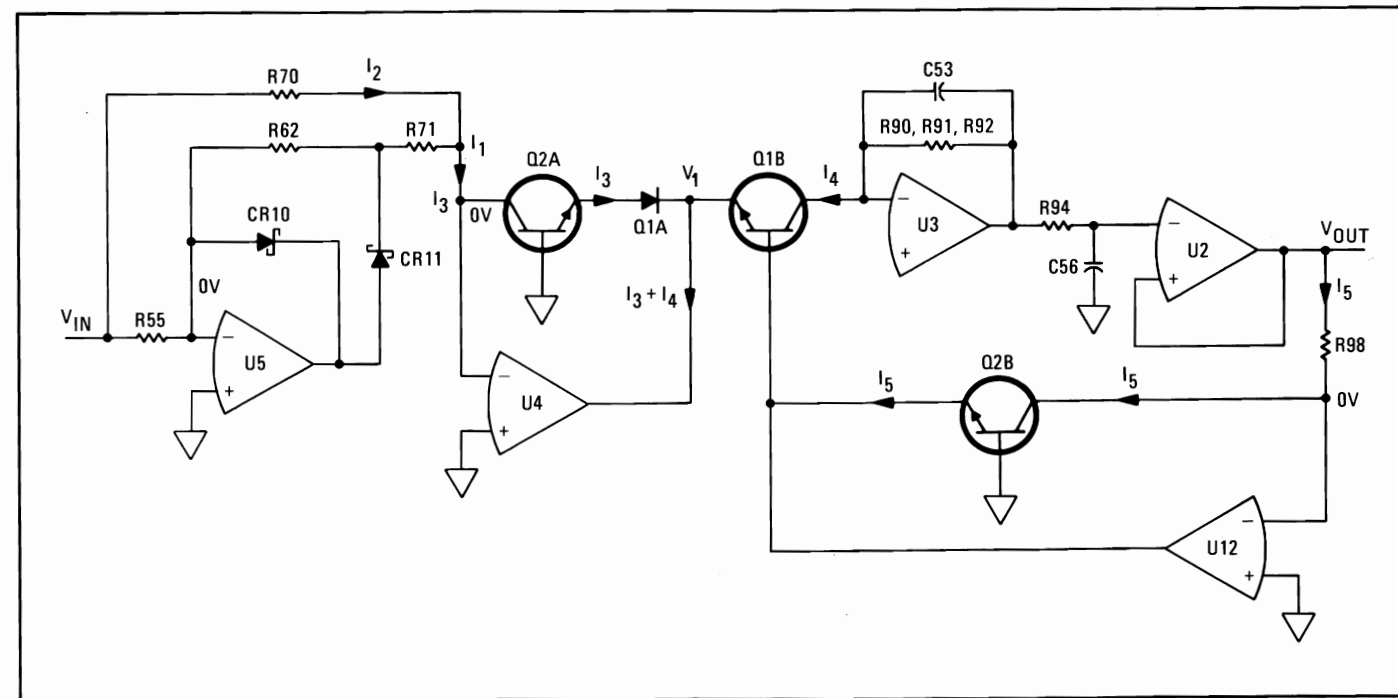 R70
I2
R62
R71
I1
Q2A
I3
Q1A
V1
Q1B
I4
C53
R90, R91, R92
−
+
U3
R94
C56
−
+
U2
VOUT
I5
R98
I3
0V
CR10
CR11
0V
VIN
R55
−
+
U5
I3 + I4
−
+
U4
I5
Q2B
I5
0V
−
+
U12